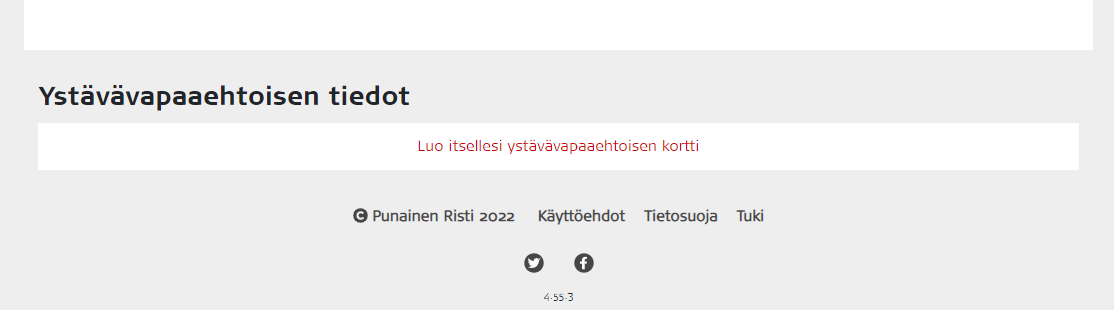 Ystävävapaaehtoisen tiedot
Luo itsellesi ystävävapaaehtoisen kortti
© Punainen Risti 2022 Käyttöehdot Tietosuoja Tuki
4.55.3